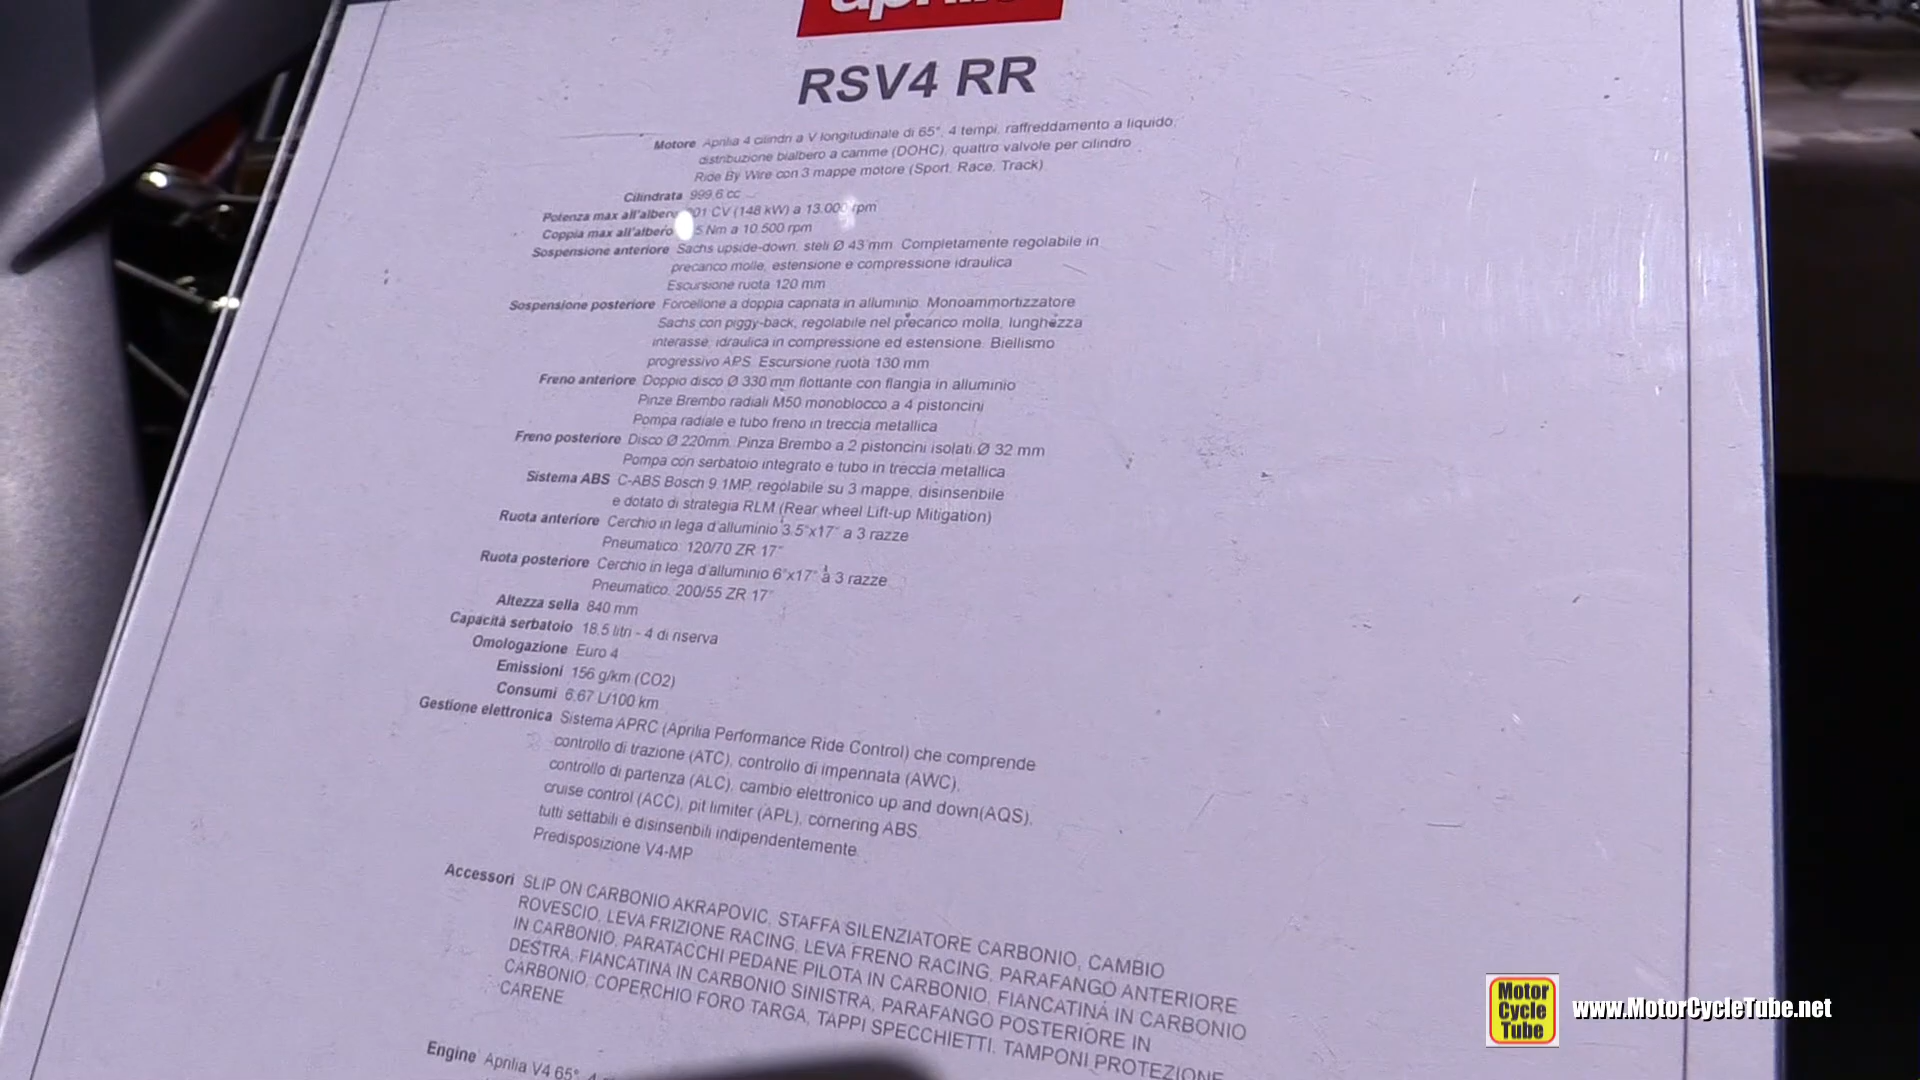 aprilia
RSV4 RR
Motore Aprilia 4 cilindri a V longitudinale di 65°, 4 tempi, raffreddamento a liquido,
distribuzione bialbero a camme (DOHC), quattro valvole per cilindro
Ride By Wire con 3 mappe motore (Sport, Race, Track)
Cilindrata 999.6 cc
Potenza max all'albero 01 CV (148 kW) a 13.000 rpm
Coppia max all'albero 5 Nm a 10.500 rpm
Sospensione anteriore Sachs upside-down, steli Ø 43 mm. Completamente regolabile in
precarico molle, estensione e compressione idraulica
Escursione ruota 120 mm
Sospensione posteriore Forcellone a doppia capriata in alluminio. Monoammortizzatore
Sachs con piggy-back, regolabile nel precarico molla, lunghezza
interasse, idraulica in compressione ed estensione. Biellismo
progressivo APS. Escursione ruota 130 mm
Freno anteriore Doppio disco Ø 330 mm flottante con flangia in alluminio
Pinze Brembo radiali M50 monoblocco a 4 pistoncini
Pompa radiale e tubo freno in treccia metallica
Freno posteriore Disco Ø 220mm. Pinza Brembo a 2 pistoncini isolati Ø 32 mm
Pompa con serbatoio integrato e tubo in treccia metallica
Sistema ABS C-ABS Bosch 9.1MP, regolabile su 3 mappe, disinseribile
e dotato di strategia RLM (Rear wheel Lift-up Mitigation)
Ruota anteriore Cerchio in lega d'alluminio 3.5"x17" a 3 razze
Pneumatico: 120/70 ZR 17"
Ruota posteriore Cerchio in lega d'alluminio 6"x17" a 3 razze
Pneumatico: 200/55 ZR 17"
Altezza sella 840 mm
Capacità serbatoio 18.5 litri - 4 di riserva
Omologazione Euro 4
Emissioni 156 g/km (CO2)
Consumi 6.67 L/100 km
Gestione elettronica Sistema APRC (Aprilia Performance Ride Control) che comprende
controllo di trazione (ATC), controllo di impennata (AWC),
controllo di partenza (ALC), cambio elettronico up and down(AQS),
cruise control (ACC), pit limiter (APL), cornering ABS.
tutti settabili e disinseribili indipendentemente.
Predisposizione V4-MP
Accessori SLIP ON CARBONIO AKRAPOVIC, STAFFA SILENZIATORE CARBONIO, CAMBIO
ROVESCIO, LEVA FRIZIONE RACING, LEVA FRENO RACING, PARAFANGO ANTERIORE
IN CARBONIO, PARATACCHI PEDANE PILOTA IN CARBONIO, FIANCATINA IN CARBONIO
DESTRA, FIANCATINA IN CARBONIO SINISTRA, PARAFANGO POSTERIORE IN
CARBONIO, COPERCHIO FORO TARGA, TAPPI SPECCHIETTI, TAMPONI PROTEZIONE
CARENE
Engine Aprilia V4 65°, 4
Motor
Cycle
Tube
www.MotorCycleTube.net